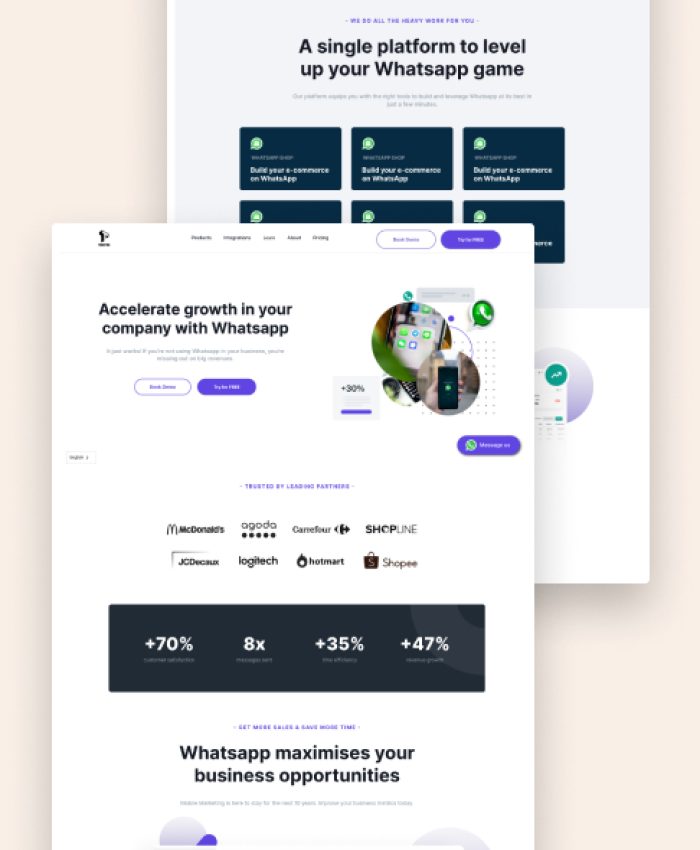 - WE DO ALL THE HEAVY WORK FOR YOU -
A single platform to level
up your Whatsapp game
Our platform equips you with the right tools to build and leverage Whatsapp at its best in
just a few minutes.
WHATSAPP SHOP
Build your e-commerce
on WhatsApp
WHATSAPP SHOP
Build your e-commerce
on WhatsApp
WHATSAPP SHOP
Build your e-commerce
on WhatsApp
Products Integrations Learn About Pricing
Book Demo
Try for FREE
Accelerate growth in your
company with Whatsapp
It just works! If you're not using Whatsapp in your business, you're
missing out on big revenues.
Book Demo
Try for FREE
+30%
Message us
English
- TRUSTED BY LEADING PARTNERS -
McDonald's agoda Carrefour SHOPLINE
JCDecaux logitech hotmart Shopee
+70% 8x +35% +47%
customer satisfaction messages sent time efficiency revenue growth
- GET MORE SALES & SAVE MORE TIME -
Whatsapp maximises your
business opportunities
Mobile Marketing is here to stay for the next 10 years. Improve your business metrics today.